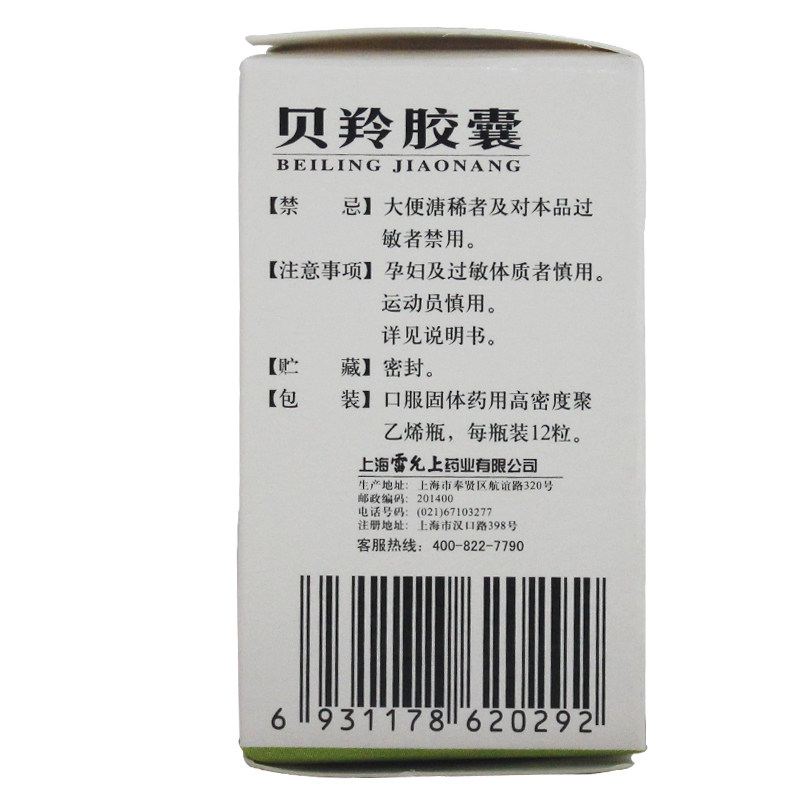 贝羚胶囊
BEILING JIAONANG
【禁 忌】大便溏稀者及对本品过
敏者禁用。
【注意事项】孕妇及过敏体质者慎用。
运动员慎用。
详见说明书。
【贮 藏】密封。
【包 装】口服固体药用高密度聚
乙烯瓶，每瓶装12粒。
上海雷允上药业有限公司
生产地址：上海市奉贤区航谊路320号
邮政编码：201400
电话号码：(021)67103277
注册地址：上海市汉口路398号
客服热线：400-822-7790
6 931178 620292